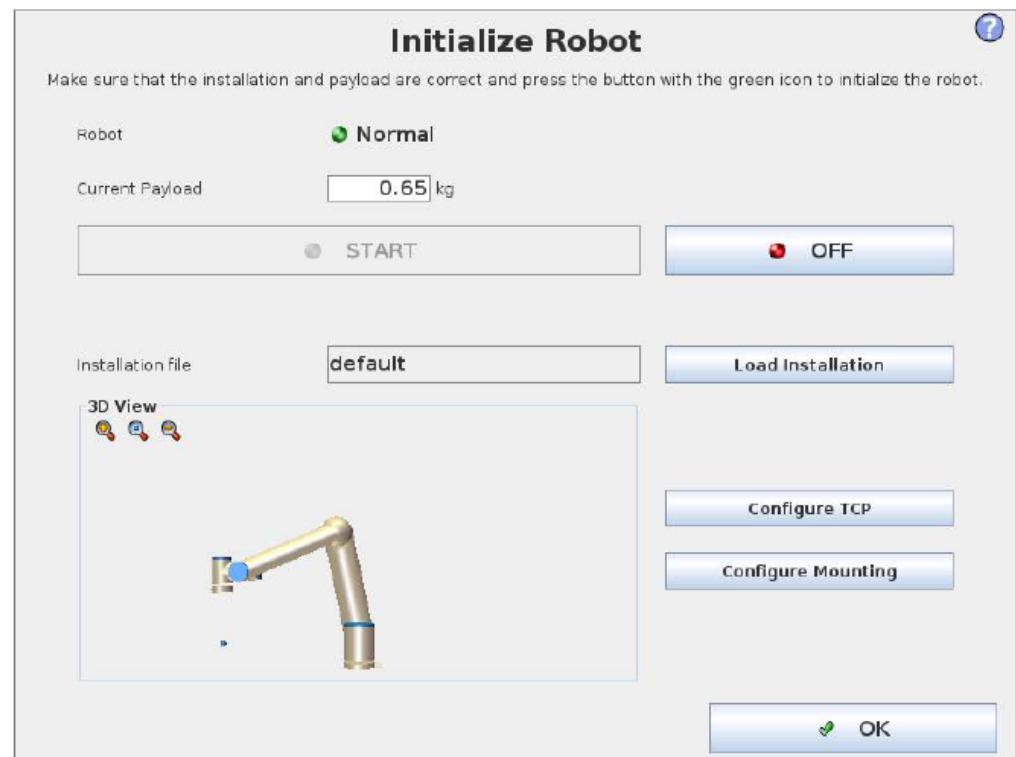 Initialize Robot
?
Make sure that the installation and payload are correct and press the button with the green icon to initialize the robot.
Robot
Normal
Current Payload
0.65 kg
START
OFF
Installation file
default
Load Installation
3D View
Configure TCP
Configure Mounting
OK